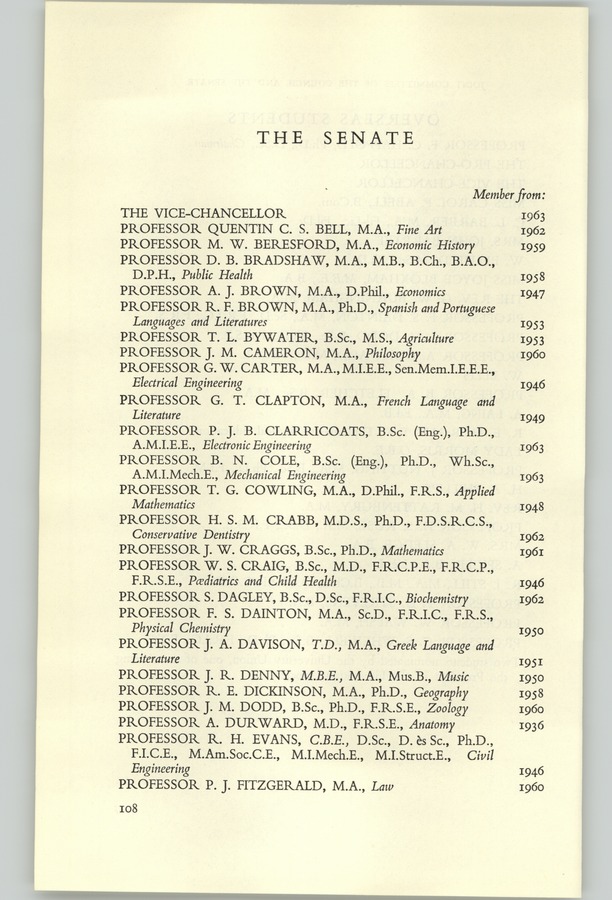 THE SENATE
Member from:
THE VICE-CHANCELLOR 1963
PROFESSOR QUENTIN C. S. BELL, M.A., Fine Art 1962
PROFESSOR M. W. BERESFORD, M.A., Economic History 1959
PROFESSOR D. B. BRADSHAW, M.A., M.B., B.Ch., B.A.O.,
D.P.H., Public Health 1958
PROFESSOR A. J. BROWN, M.A., D.Phil., Economics 1947
PROFESSOR R. F. BROWN, M.A., Ph.D., Spanish and Portuguese
Languages and Literatures 1953
PROFESSOR T. L. BYWATER, B.Sc., M.S., Agriculture 1953
PROFESSOR J. M. CAMERON, M.A., Philosophy 1960
PROFESSOR G. W. CARTER, M.A., M.I.E.E., Sen.Mem.I.E.E.E.,
Electrical Engineering 1946
PROFESSOR G. T. CLAPTON, M.A., French Language and
Literature 1949
PROFESSOR P. J. B. CLARRICOATS, B.Sc. (Eng.), Ph.D.,
A.M.I.E.E., Electronic Engineering 1963
PROFESSOR B. N. COLE, B.Sc. (Eng.), Ph.D., Wh.Sc.,
A.M.I.Mech.E., Mechanical Engineering 1963
PROFESSOR T. G. COWLING, M.A., D.Phil., F.R.S., Applied
Mathematics 1948
PROFESSOR H. S. M. CRABB, M.D.S., Ph.D., F.D.S.R.C.S.,
Conservative Dentistry 1962
PROFESSOR J. W. CRAGGS, B.Sc., Ph.D., Mathematics 1961
PROFESSOR W. S. CRAIG, B.Sc., M.D., F.R.C.P.E., F.R.C.P.,
F.R.S.E., Pædiatrics and Child Health 1946
PROFESSOR S. DAGLEY, B.Sc., D.Sc., F.R.I.C., Biochemistry 1962
PROFESSOR F. S. DAINTON, M.A., Sc.D., F.R.I.C., F.R.S.,
Physical Chemistry 1950
PROFESSOR J. A. DAVISON, T.D., M.A., Greek Language and
Literature 1951
PROFESSOR J. R. DENNY, M.B.E., M.A., Mus.B., Music 1950
PROFESSOR R. E. DICKINSON, M.A., Ph.D., Geography 1958
PROFESSOR J. M. DODD, B.Sc., Ph.D., F.R.S.E., Zoology 1960
PROFESSOR A. DURWARD, M.D., F.R.S.E., Anatomy 1936
PROFESSOR R. H. EVANS, C.B.E., D.Sc., D. ès Sc., Ph.D.,
F.I.C.E., M.Am.Soc.C.E., M.I.Mech.E., M.I.Struct.E., Civil
Engineering 1946
PROFESSOR P. J. FITZGERALD, M.A., Law 1960
108